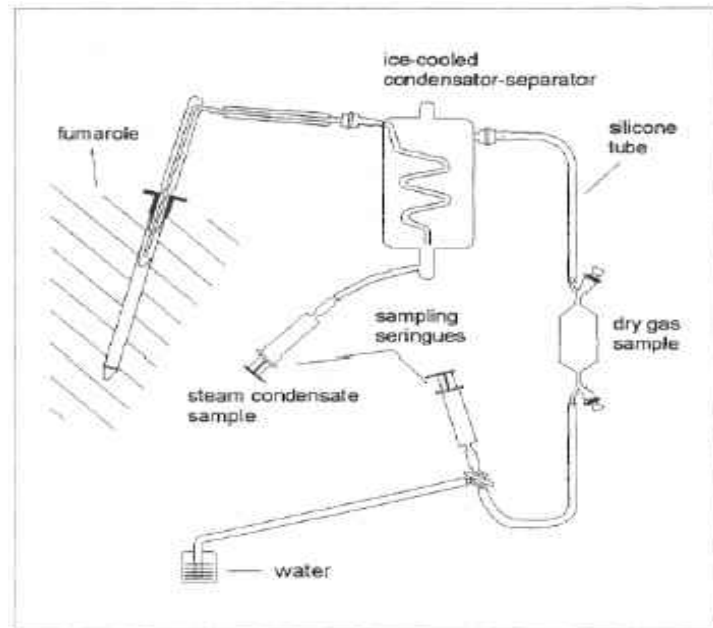 ice-cooled
condensator-separator
fumarole
silicone
tube
sampling
seringues
dry gas
sample
steam condensate
sample
water